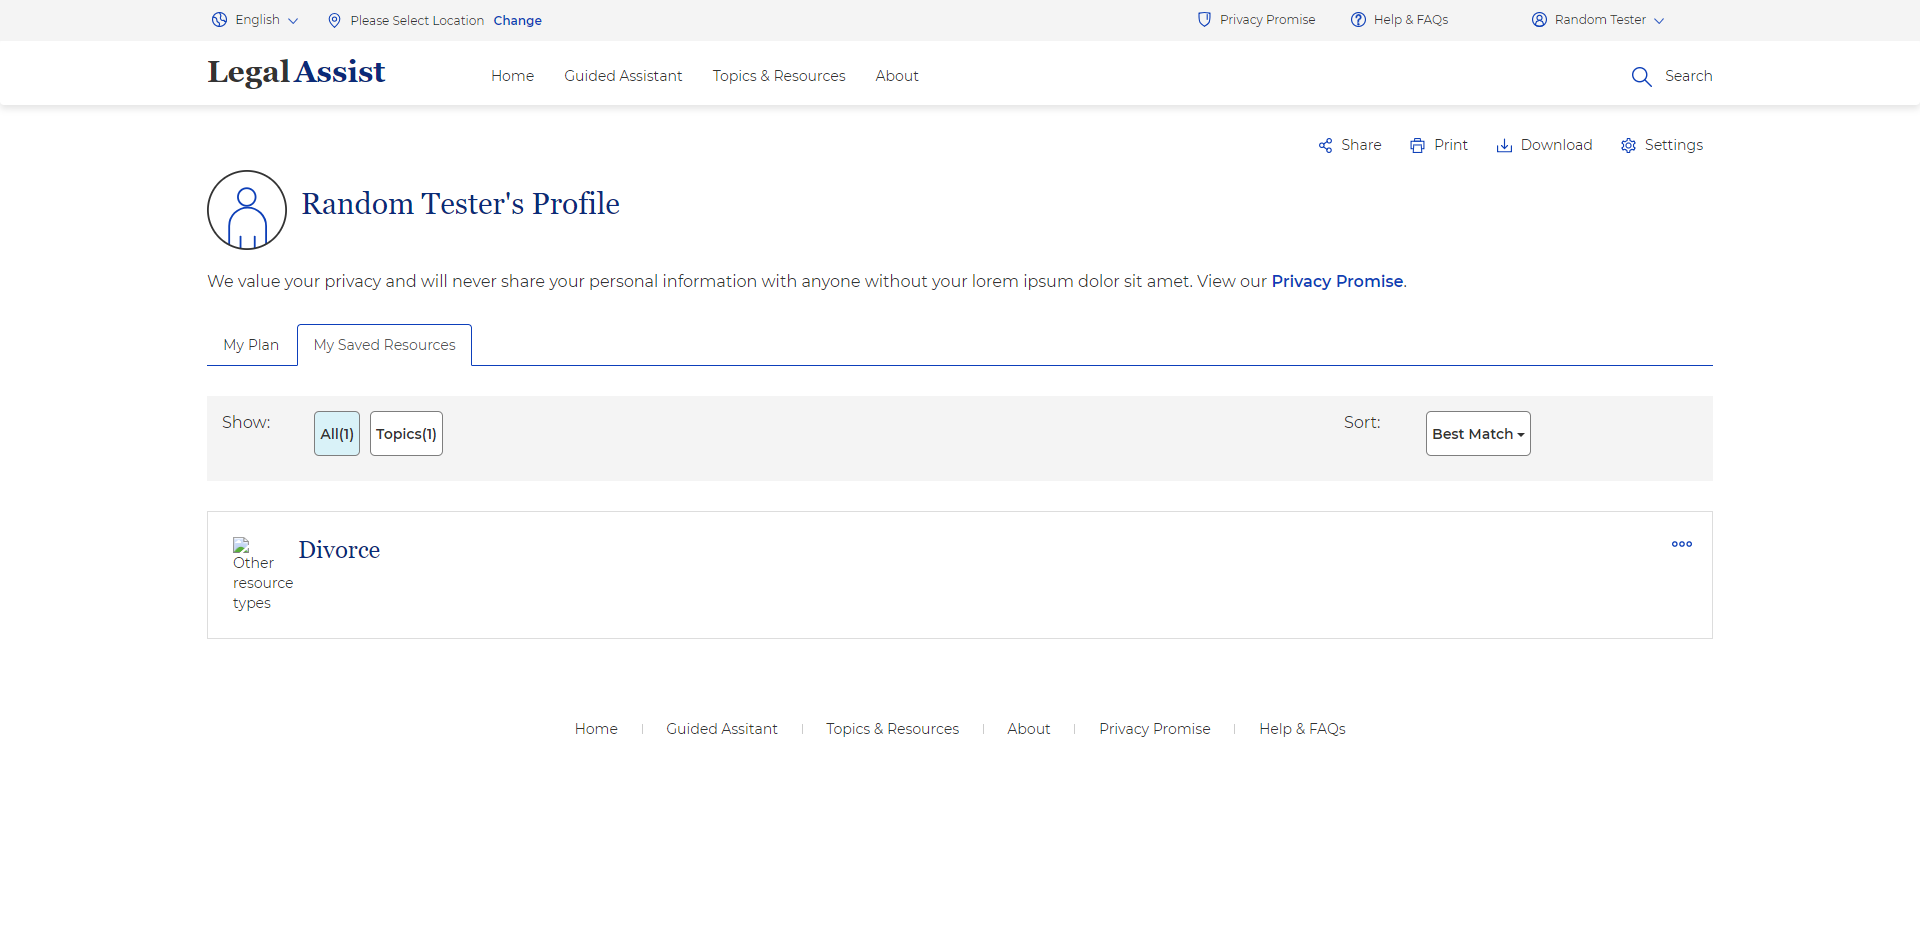 English Please Select Location Change Privacy Promise Help & FAQs Random Tester
Legal Assist Home Guided Assistant Topics & Resources About Search
Share Print Download Settings
Random Tester's Profile
We value your privacy and will never share your personal information with anyone without your lorem ipsum dolor sit amet. View our Privacy Promise.
My Plan My Saved Resources
Show: All(1) Topics(1) Sort: Best Match
Divorce
Other
resource
types
Home Guided Assitant Topics & Resources About Privacy Promise Help & FAQs